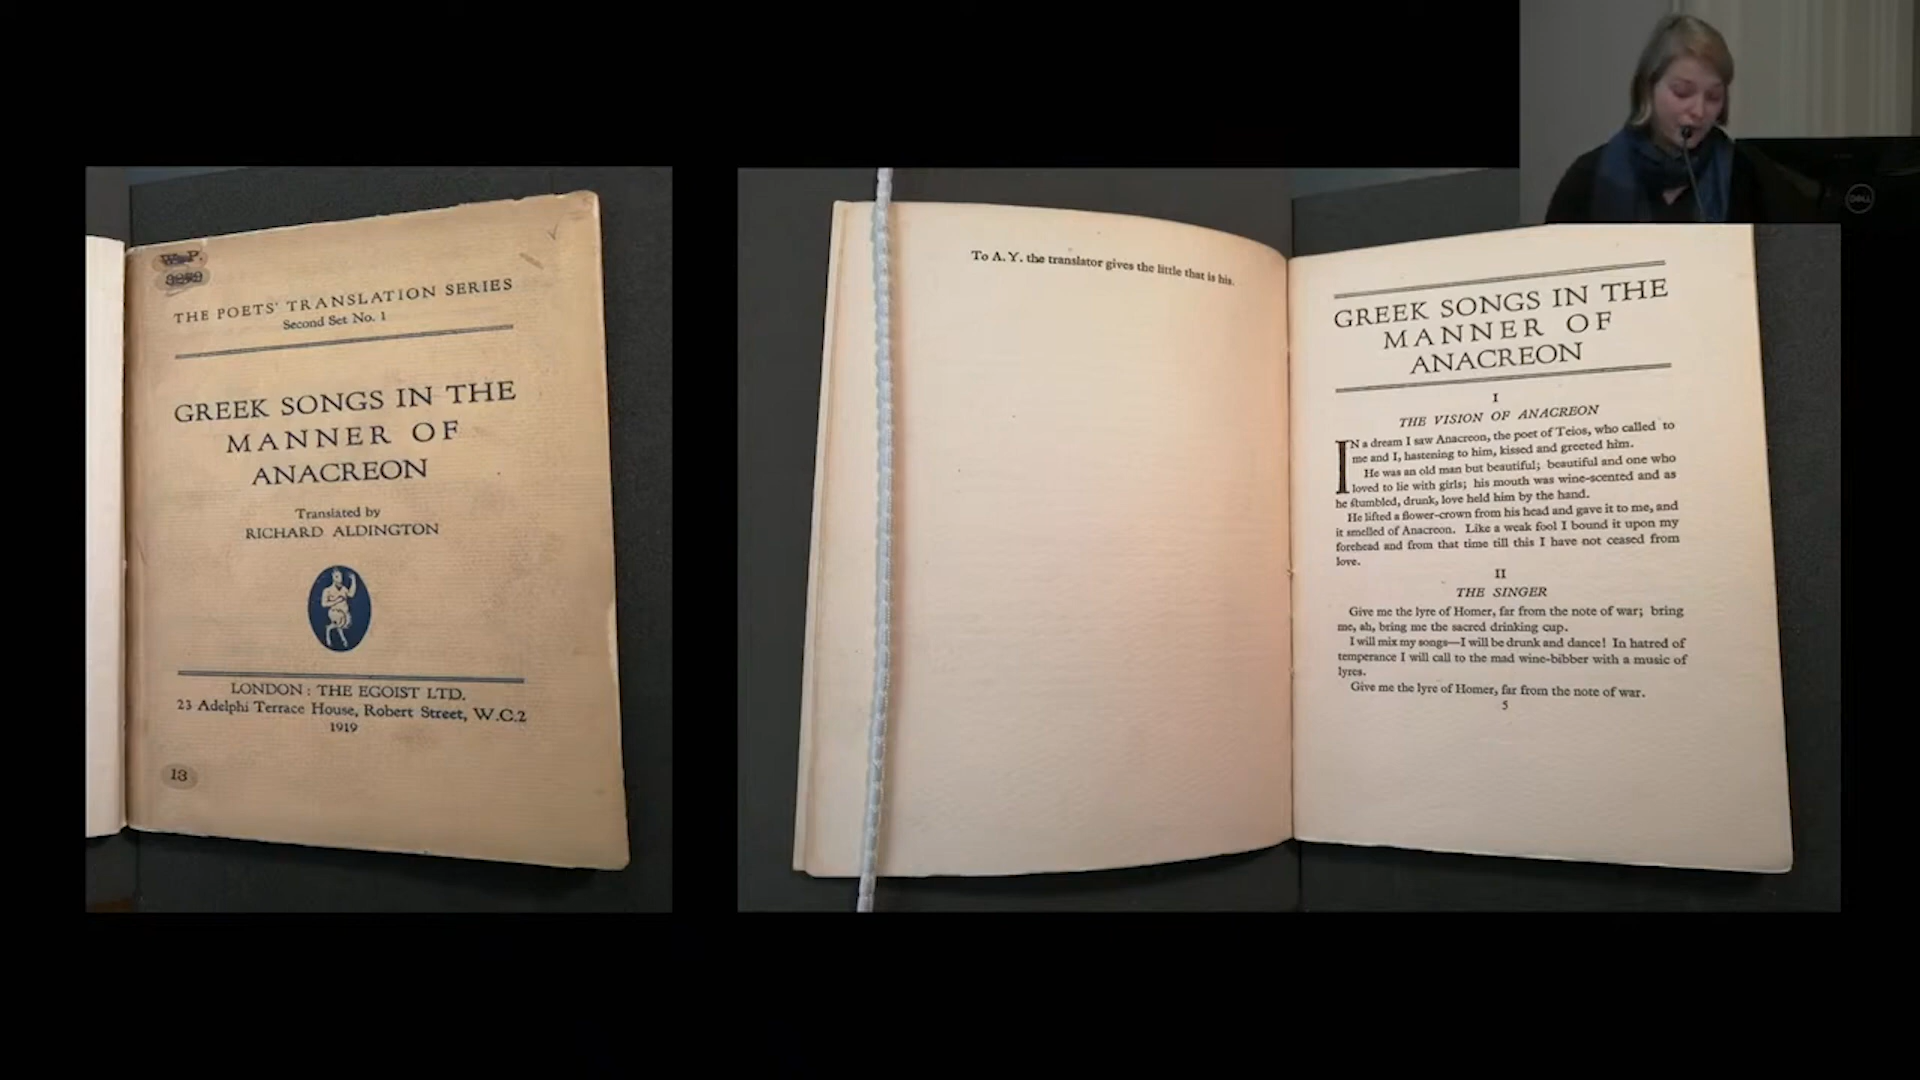 W.P.
THE POETS' TRANSLATION SERIES
Second Set No. 1
GREEK SONGS IN THE
MANNER OF
ANACREON
Translated by
RICHARD ALDINGTON
LONDON : THE EGOIST LTD.
23 Adelphi Terrace House, Robert Street, W.C.2
1919
13
To A. Y. the translator gives the little that is his.
GREEK SONGS IN THE
MANNER OF
ANACREON
I
THE VISION OF ANACREON
IN a dream I saw Anacreon, the poet of Teios, who called to
me and I, hastening to him, kissed and greeted him.
He was an old man but beautiful; beautiful and one who
loved to lie with girls; his mouth was wine-scented and as
he stumbled, drunk, love held him by the hand.
He lifted a flower-crown from his head and gave it to me, and
it smelled of Anacreon. Like a weak fool I bound it upon my
forehead and from that time till this I have not ceased from
love.
II
THE SINGER
Give me the lyre of Homer, far from the note of war; bring
me, ah, bring me the sacred drinking cup.
I will mix my songs—I will be drunk and dance! In hatred of
temperance I will call to the mad wine-bibber with a music of
lyres.
Give me the lyre of Homer, far from the note of war.
5
DELL